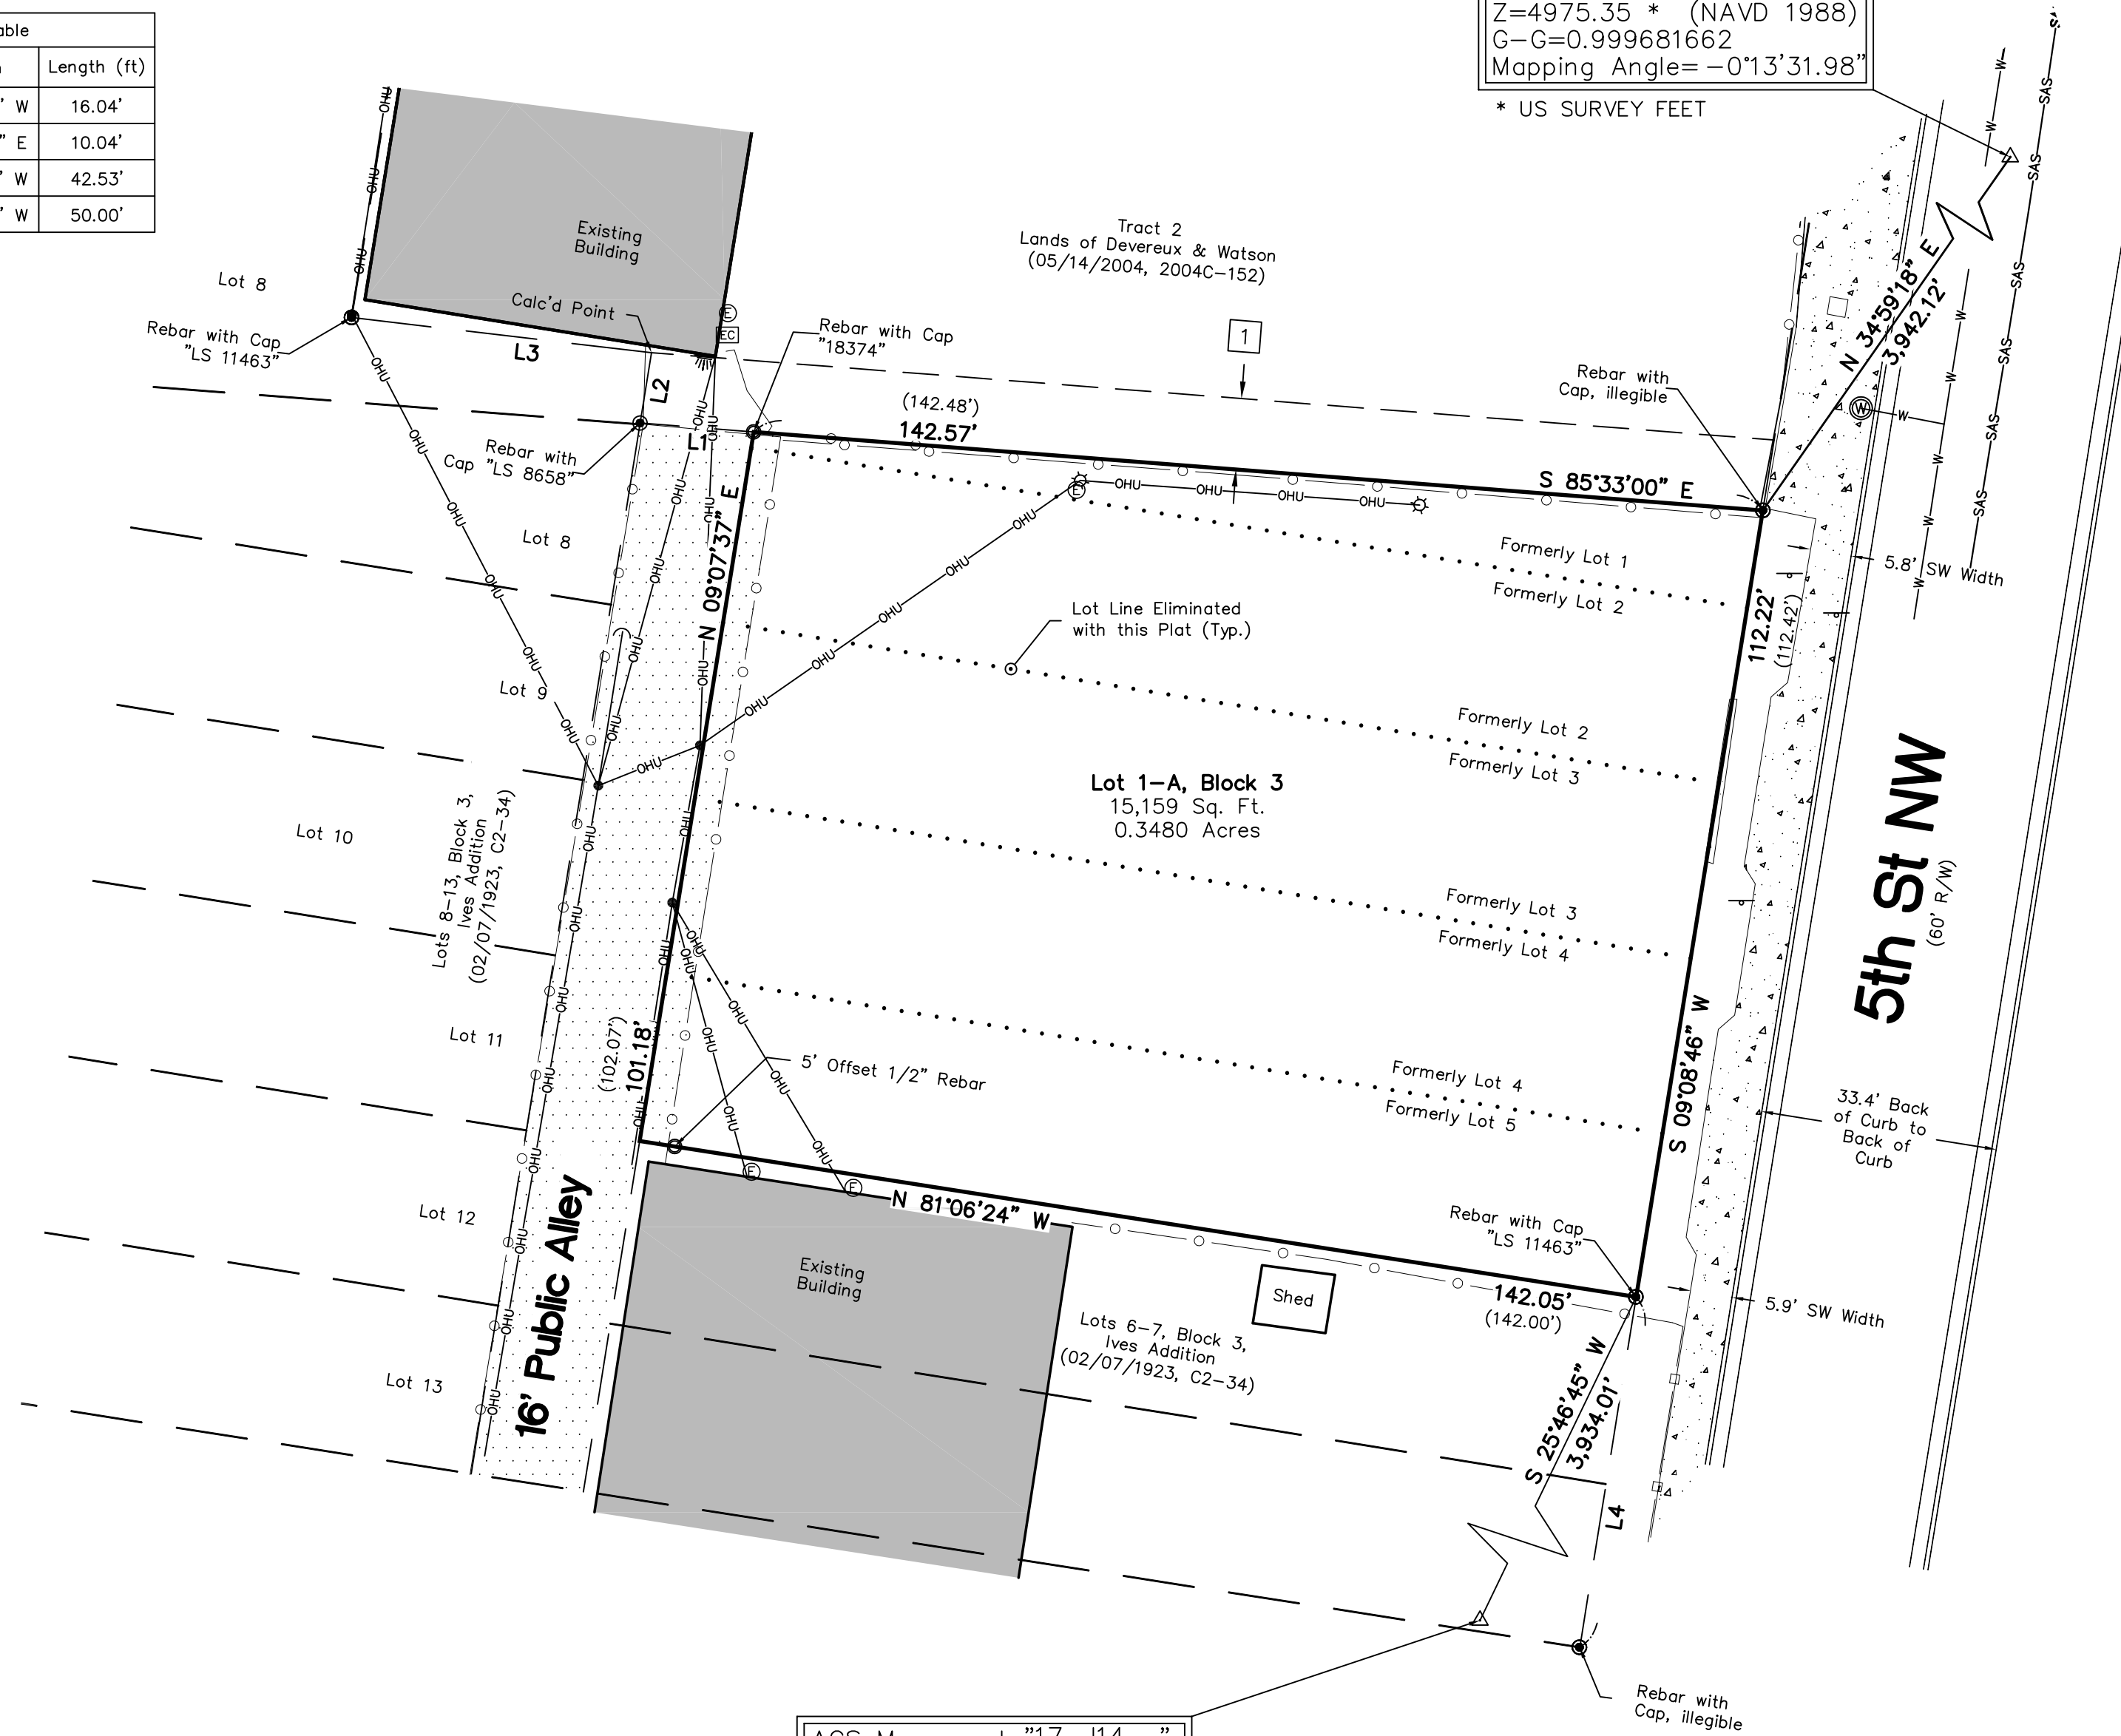 Length (ft)
W
16.04'
" E
10.04'
W
42.53'
W
50.00'
Z=4975.35 * (NAVD 1988)
G-G=0.999681662
Mapping Angle= -0°13'31.98"
* US SURVEY FEET
Tract 2
Lands of Devereux & Watson
(05/14/2004, 2004C-152)
Existing
Building
Calc'd Point
Lot 8
Rebar with Cap
"LS 11463"
L3
L2
L1
EC
E
Rebar with Cap
"18374"
1
Rebar with
Cap, illegible
N 34°59'18" E
3,942.12'
(142.48')
142.57'
S 85°33'00" E
Rebar with
Cap "LS 8658"
N 09°07'37" E
Lot 8
Lot 9
Lot 10
Lot 11
Lot 12
Lot 13
Lots 8-13, Block 3,
Ives Addition
(02/07/1923, C2-34)
Formerly Lot 1
Formerly Lot 2
Lot Line Eliminated
with this Plat (Typ.)
Formerly Lot 2
Formerly Lot 3
Lot 1-A, Block 3
15,159 Sq. Ft.
0.3480 Acres
Formerly Lot 3
Formerly Lot 4
Formerly Lot 4
Formerly Lot 5
112.22'
(112.42')
5.8' SW Width
5th St NW
(60' R/W)
S 09°08'46" W
33.4' Back
of Curb to
Back of
Curb
(102.07')
101.18'
5' Offset 1/2" Rebar
16' Public Alley
E
E
E
W
N 81°06'24" W
Existing
Building
Shed
Rebar with Cap
"LS 11463"
142.05'
(142.00')
5.9' SW Width
Lots 6-7, Block 3,
Ives Addition
(02/07/1923, C2-34)
S 25°46'45" W
3,934.01'
L4
Rebar with
Cap, illegible
OHU
SAS
W